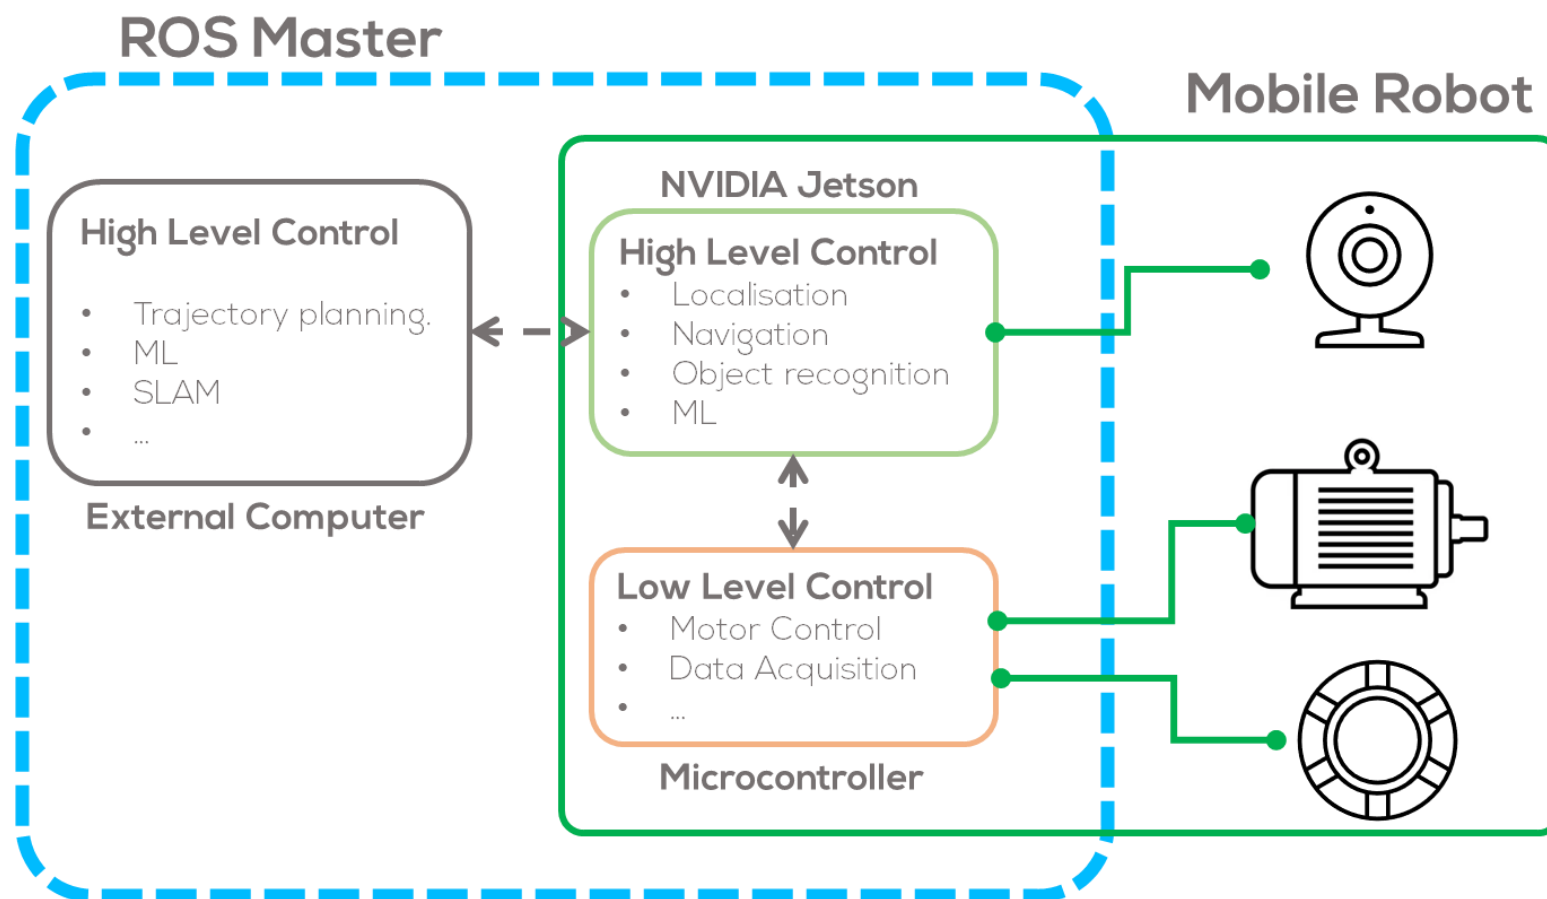 ROS Master
Mobile Robot
High Level Control
• Trajectory planning.
• ML
• SLAM
• ...
External Computer
NVIDIA Jetson
High Level Control
• Localisation
• Navigation
• Object recognition
• ML
Low Level Control
• Motor Control
• Data Acquisition
• ...
Microcontroller